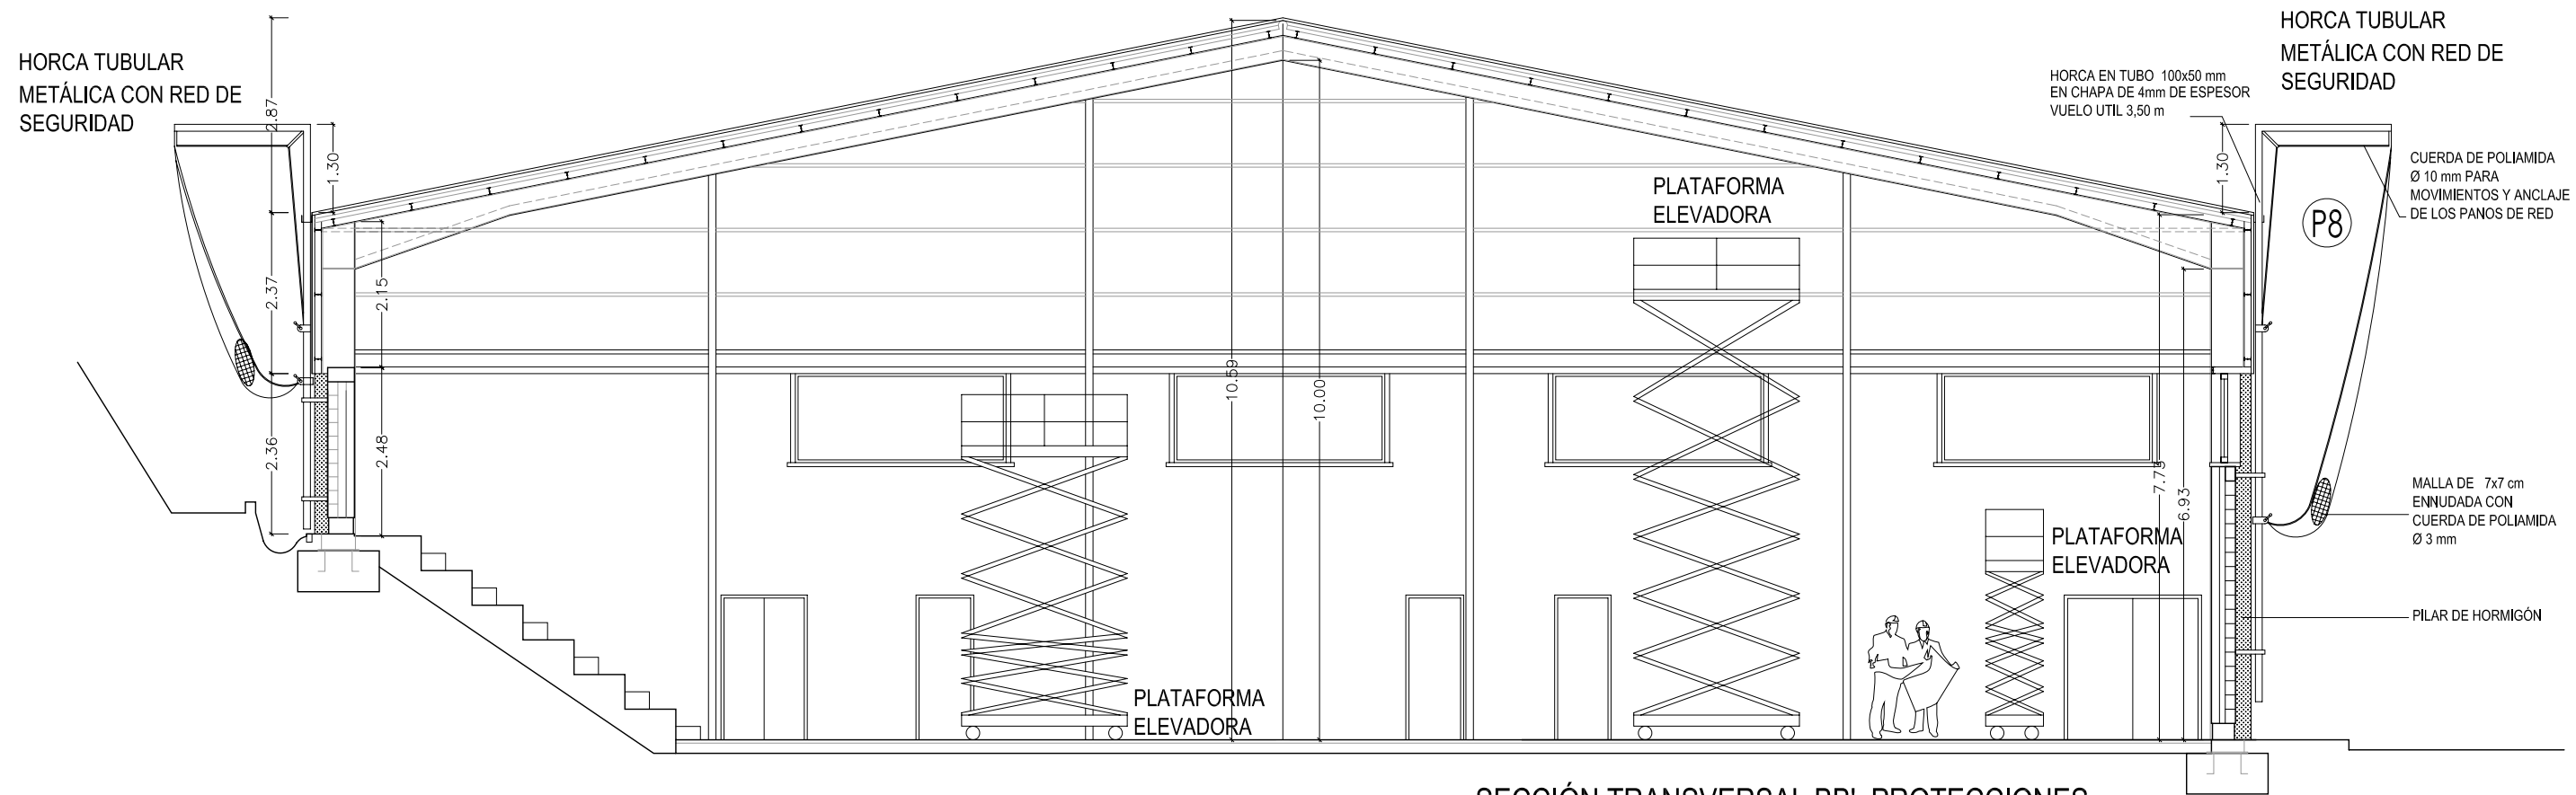 HORCA TUBULAR
METÁLICA CON RED DE
SEGURIDAD
2.87
1.30
2.37
2.15
2.36
2.48
10.59
10.00
PLATAFORMA
ELEVADORA
PLATAFORMA
ELEVADORA
PLATAFORMA
ELEVADORA
6.93
1.30
HORCA EN TUBO 100x50 mm
EN CHAPA DE 4mm DE ESPESOR
VUELO UTIL 3,50 m
HORCA TUBULAR
METÁLICA CON RED DE
SEGURIDAD
P8
CUERDA DE POLIAMIDA
Ø 10 mm PARA
MOVIMIENTOS Y ANCLAJE
DE LOS PANOS DE RED
MALLA DE 7x7 cm
ENNUDADA CON
CUERDA DE POLIAMIDA
Ø 3 mm
PILAR DE HORMIGÓN
SECCIÓN TRANSVERSAL BB'. PROTECCIONES